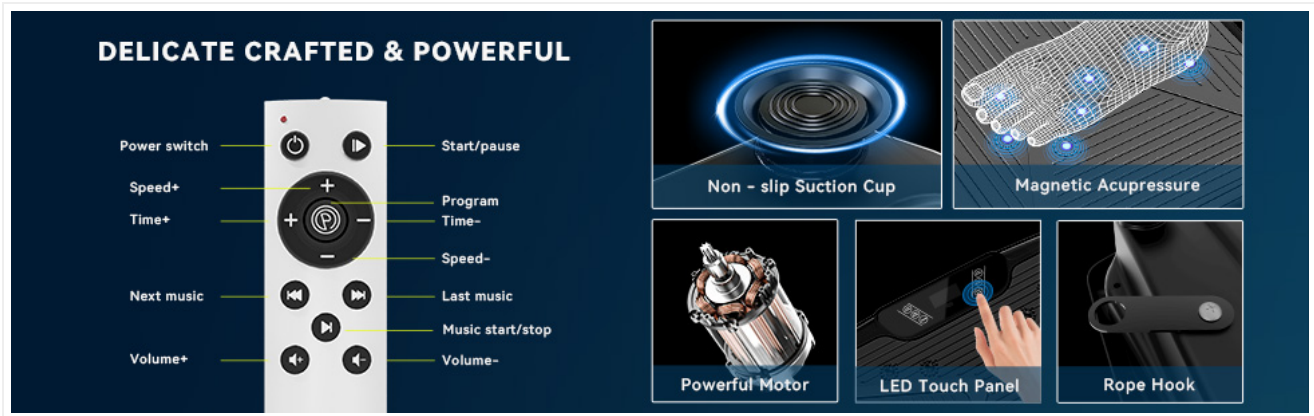 DELICATE CRAFTED & POWERFUL
Power switch
Start/pause
Speed+
Program
Time+
Time-
Speed-
Next music
Last music
Music start/stop
Volume+
Volume-
Non - slip Suction Cup
Magnetic Acupressure
Powerful Motor
LED Touch Panel
Rope Hook